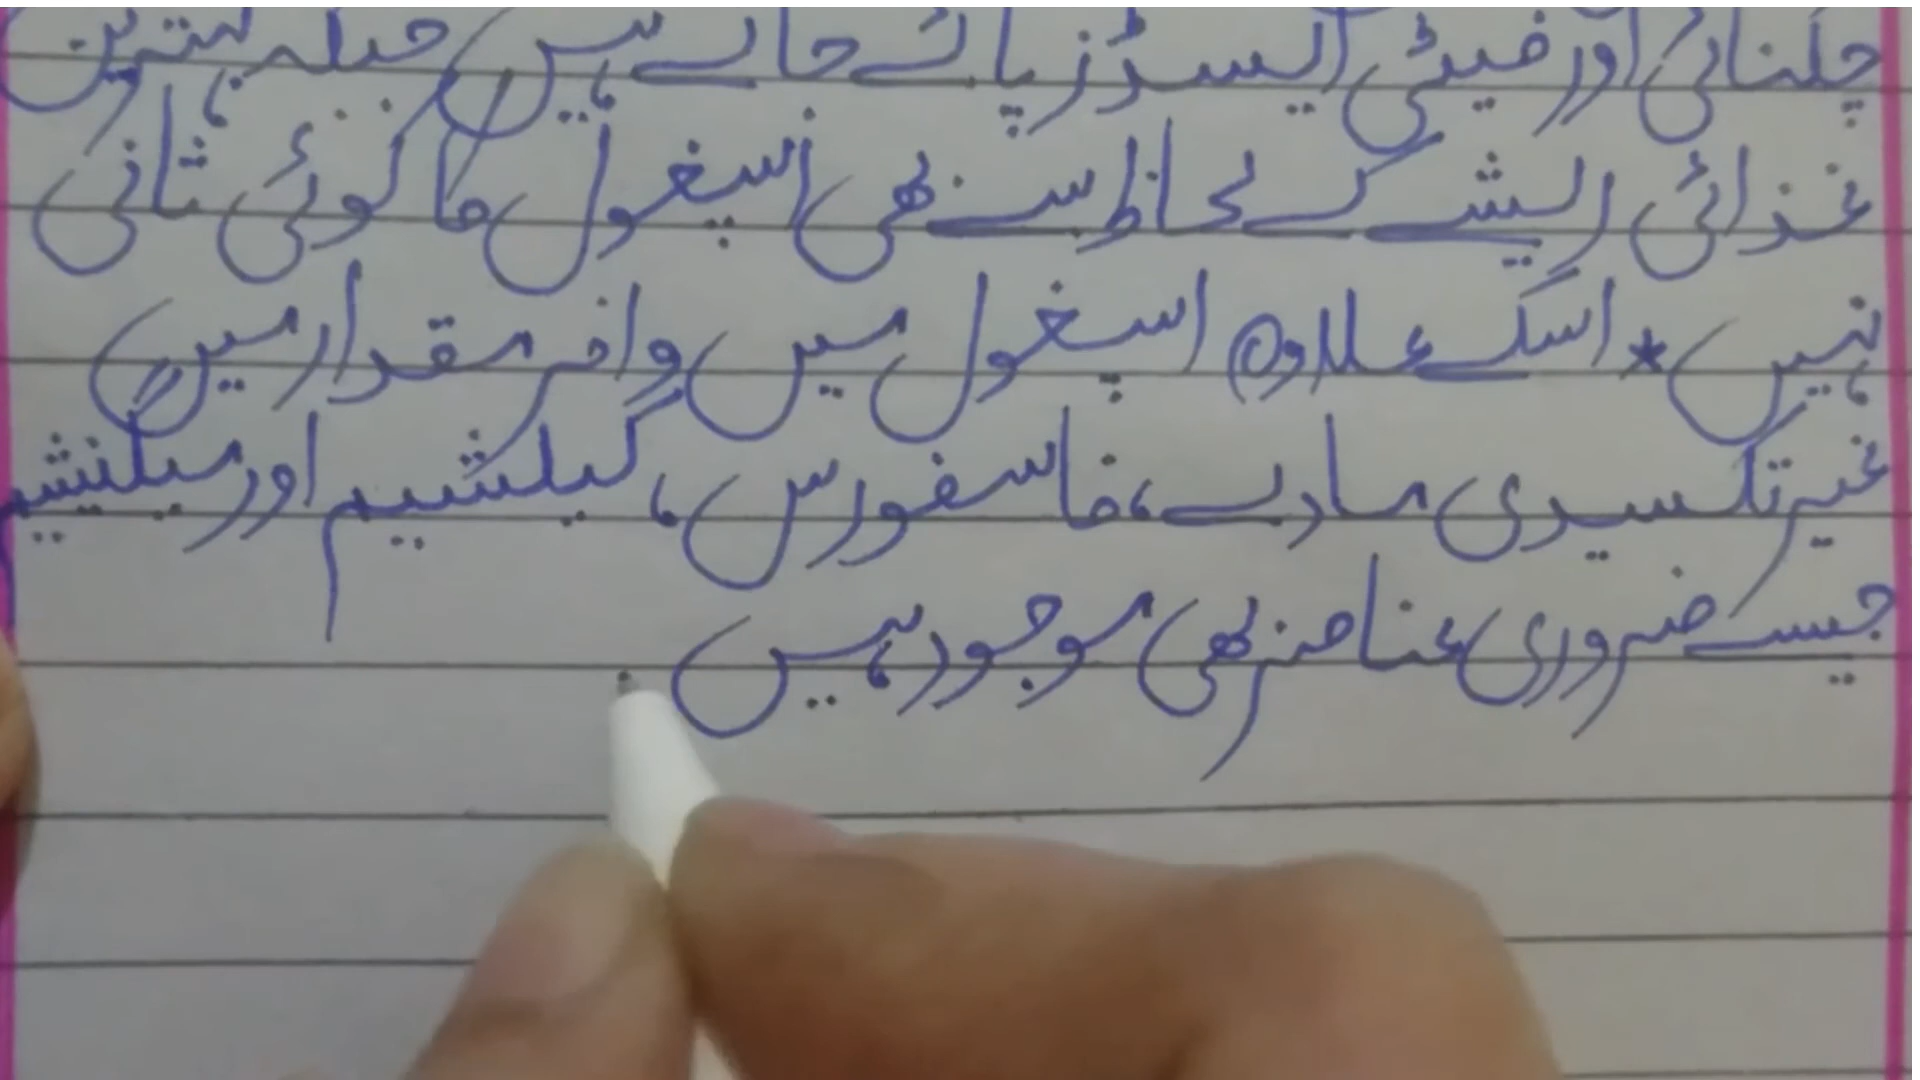 چکنائی اور فیٹی ایسڈز پائے جاتے ہیں جبکہ بہترین
غذائی ریشے کے لحاظ سے بھی اسپغول کا کوئی ثانی
نہیں * اسکے علاوہ اسپغول میں وافر مقدار میں
غیر تکسیدی مادے، فاسفورس، کیلشیم اور میگنیشیم
جیسے ضروری عناصر بھی موجود ہیں